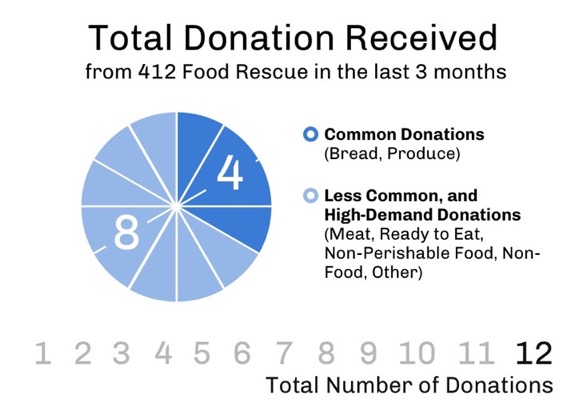 Total Donation Received
from 412 Food Rescue in the last 3 months
4
8
Common Donations
(Bread, Produce)
Less Common, and
High-Demand Donations
(Meat, Ready to Eat,
Non-Perishable Food, Non-
Food, Other)
1 2 3 4 5 6 7 8 9 10 11 12
Total Number of Donations